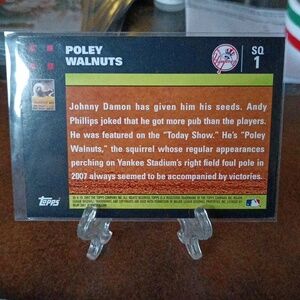 POLEY
WALNUTS
SQ
1
Johnny Damon has given him his seeds. Andy
Phillips joked that he got more pub than the players.
He was featured on the "Today Show." He's "Poley
Walnuts," the squirrel whose regular appearances
perching on Yankee Stadium's right field foul pole in
2007 always seemed to be accompanied by victories.
Topps